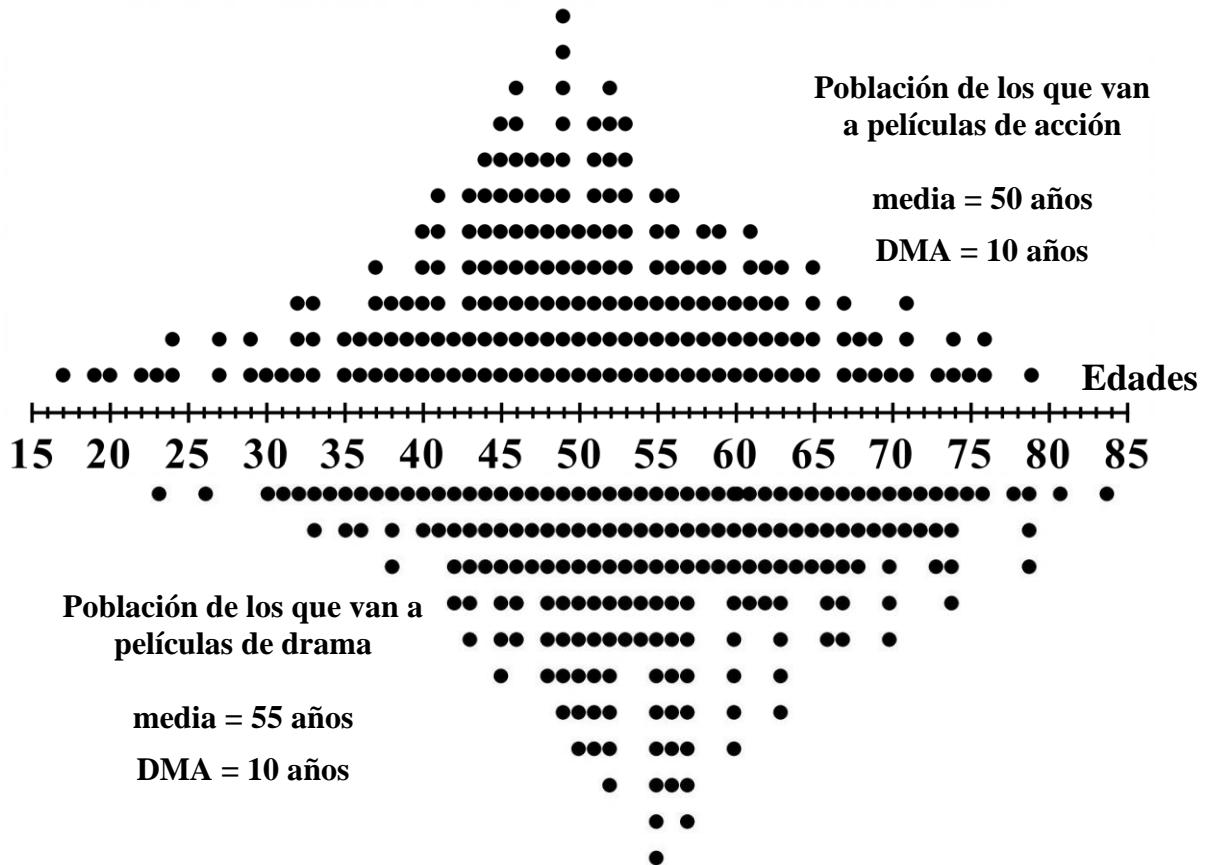 Población de los que van
a películas de acción
media = 50 años
DMA = 10 años
Edades
15 20 25 30 35 40 45 50 55 60 65 70 75 80 85
Población de los que van a
películas de drama
media = 55 años
DMA = 10 años